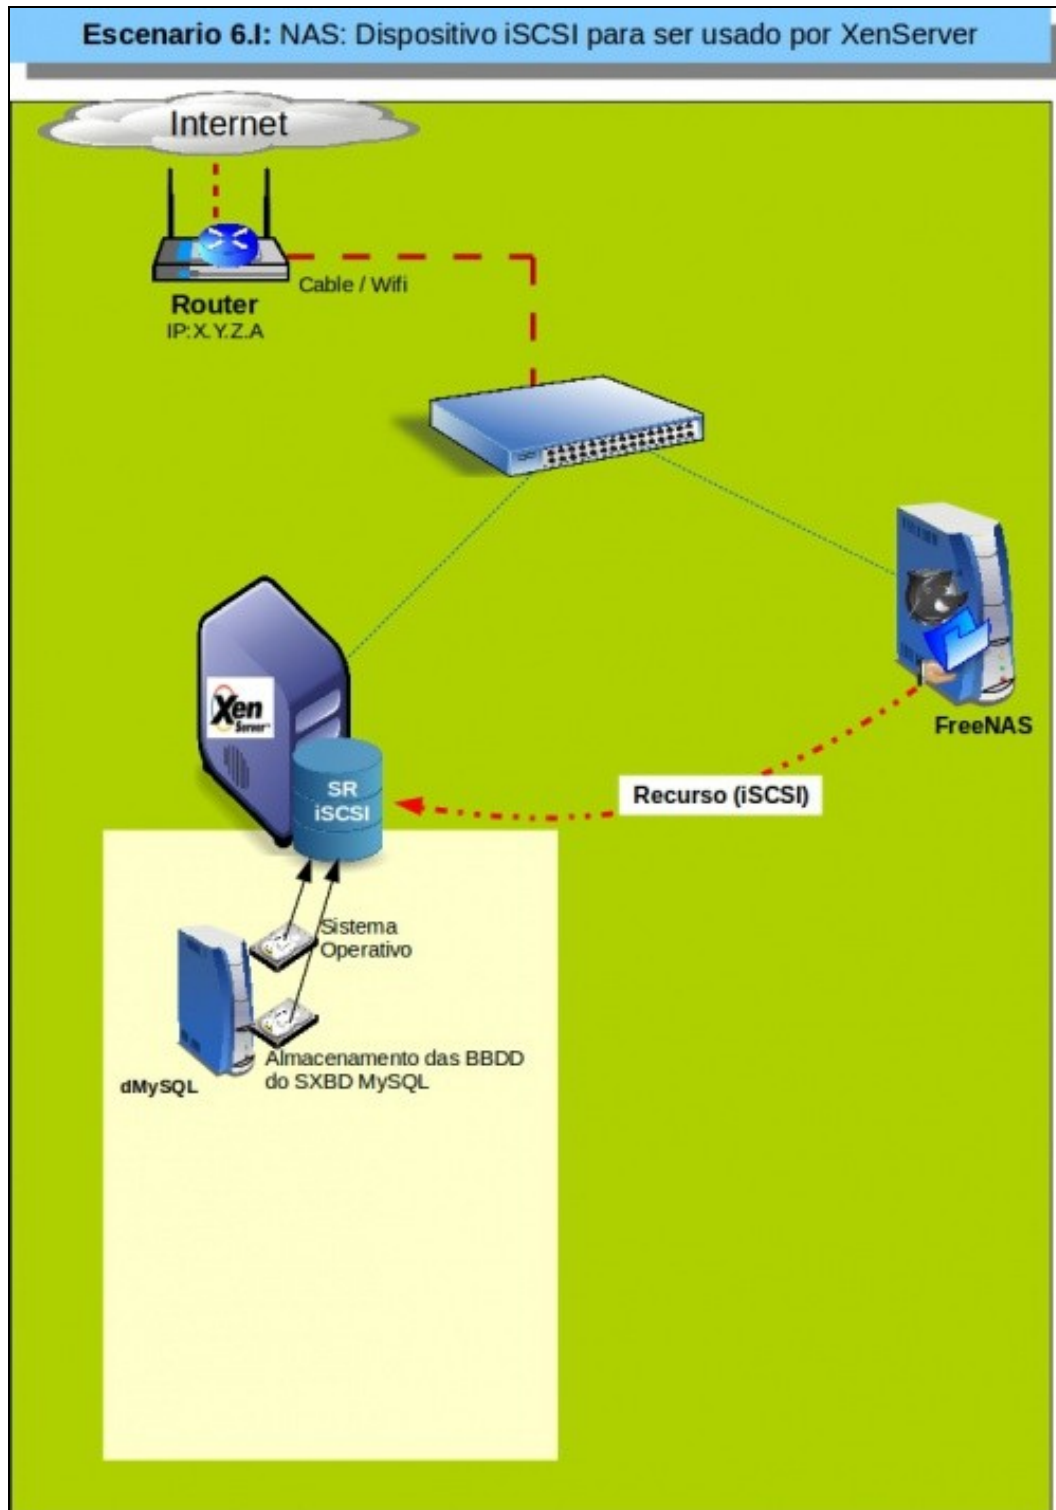 Escenario 6.I: NAS: Dispositivo iSCSI para ser usado por XenServer
Internet
Cable / Wifi
Router
IP:X.Y.Z.A
Xen
Server™
FreeNAS
SR
iSCSI
Recurso (iSCSI)
Sistema
Operativo
Almacenamento das BBDD
do SXBD MySQL
dMySQL